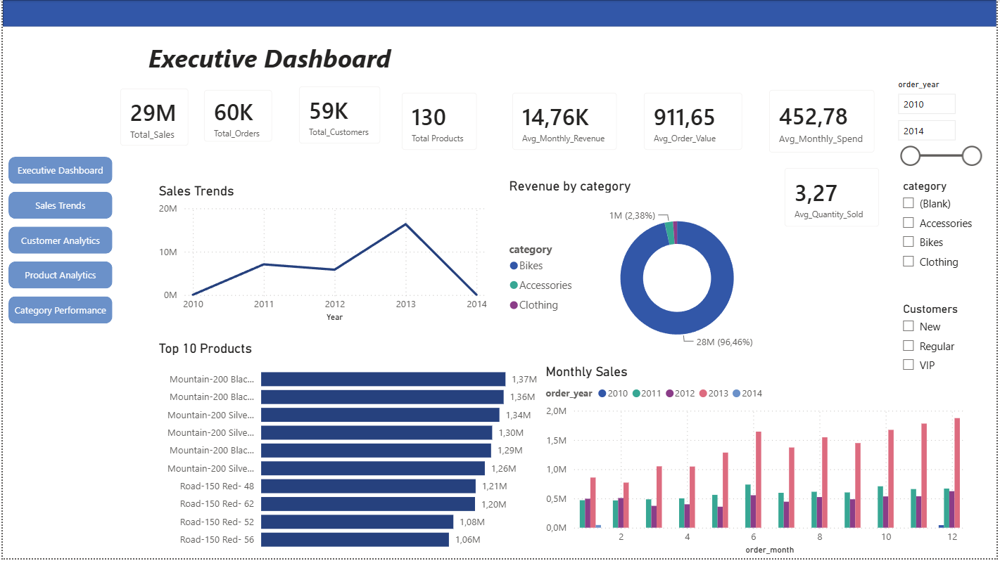 Executive Dashboard
29M
Total_Sales
60K
Total_Orders
59K
Total_Customers
130
Total Products
14,76K
Avg_Monthly_Revenue
911,65
Avg_Order_Value
452,78
Avg_Monthly_Spend
order_year
2010
2014
3,27
Avg_Quantity_Sold
Executive Dashboard
Sales Trends
Customer Analytics
Product Analytics
Category Performance
Sales Trends
20M
10M
0M
2010 2011 2012 2013 2014
Year
Revenue by category
1M (2,38%)
category
Bikes
Accessories
Clothing
28M (96,46%)
category
(Blank)
Accessories
Bikes
Clothing
Customers
New
Regular
VIP
Top 10 Products
Mountain-200 Blac... 1,37M
Mountain-200 Blac... 1,36M
Mountain-200 Silve... 1,34M
Mountain-200 Silve... 1,30M
Mountain-200 Blac... 1,29M
Mountain-200 Silve... 1,26M
Road-150 Red- 48 1,21M
Road-150 Red- 62 1,20M
Road-150 Red- 52 1,08M
Road-150 Red- 56 1,06M
Monthly Sales
order_year 2010 2011 2012 2013 2014
2,0M
1,5M
1,0M
0,5M
0,0M
2 4 6 8 10 12
order_month